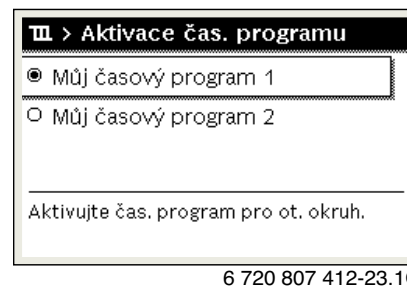 > Aktivace čas. programu
Můj časový program 1
Můj časový program 2
Aktivujte čas. program pro ot. okruh.
6 720 807 412-23.1